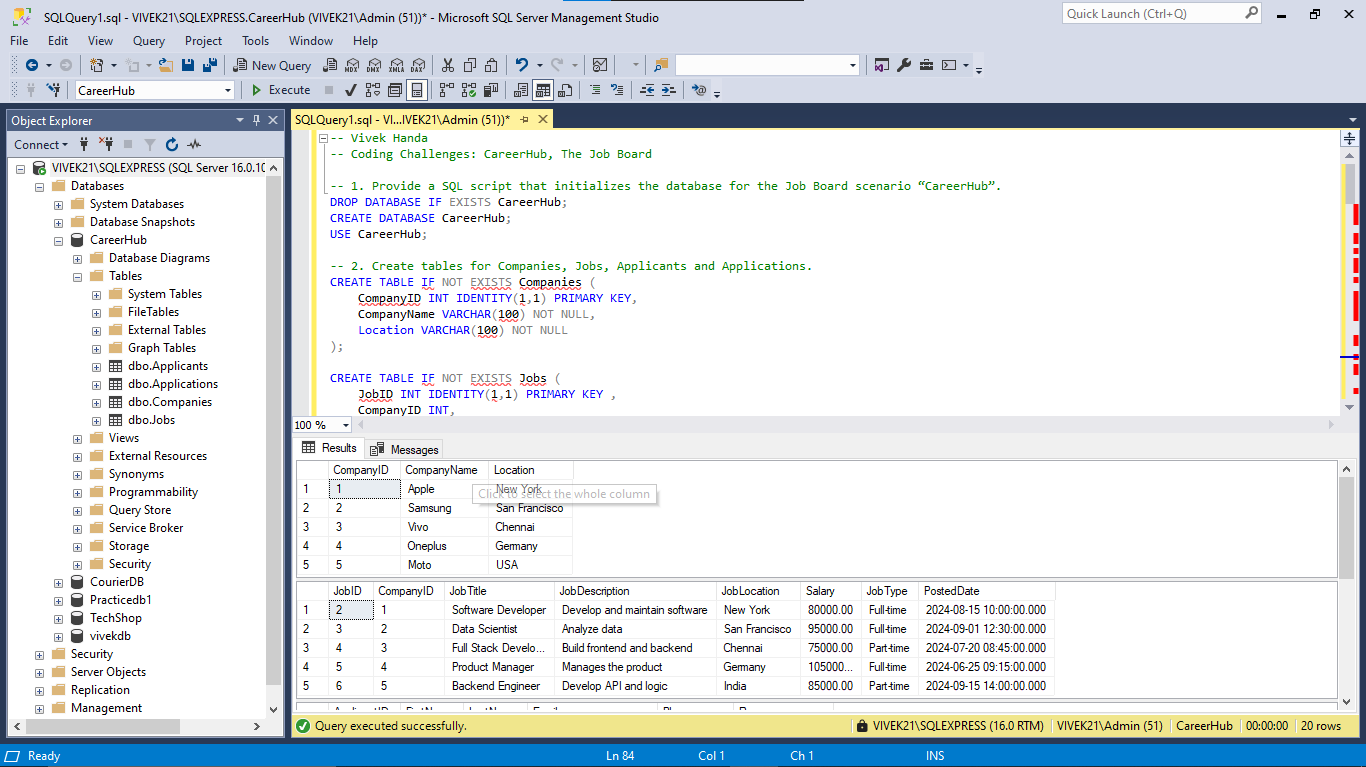 SQLQuery1.sql - VIVEK21\SQLEXPRESS.CareerHub (VIVEK21\Admin (51))* - Microsoft SQL Server Management Studio
Quick Launch (Ctrl+Q)
File Edit View Query Project Tools Window Help
New Query MDX DMX XMLA DAX
CareerHub Execute
Object Explorer
Connect
VIVEK21\SQLEXPRESS (SQL Server 16.0.10
Databases
System Databases
Database Snapshots
CareerHub
Database Diagrams
Tables
System Tables
FileTables
External Tables
Graph Tables
dbo.Applicants
dbo.Applications
dbo.Companies
dbo.Jobs
Views
External Resources
Synonyms
Programmability
Query Store
Service Broker
Storage
Security
CourierDB
Practicedb1
TechShop
vivekdb
Security
Server Objects
Replication
Management
SQLQuery1.sql - VI...IVEK21\Admin (51))*
-- Vivek Handa
-- Coding Challenges: CareerHub, The Job Board
-- 1. Provide a SQL script that initializes the database for the Job Board scenario “CareerHub”.
DROP DATABASE IF EXISTS CareerHub;
CREATE DATABASE CareerHub;
USE CareerHub;
-- 2. Create tables for Companies, Jobs, Applicants and Applications.
CREATE TABLE IF NOT EXISTS Companies (
CompanyID INT IDENTITY(1,1) PRIMARY KEY,
CompanyName VARCHAR(100) NOT NULL,
Location VARCHAR(100) NOT NULL
);
CREATE TABLE IF NOT EXISTS Jobs (
JobID INT IDENTITY(1,1) PRIMARY KEY ,
CompanyID INT,
100 %
Results Messages
CompanyID CompanyName Location
1 1 Apple New York
Click to select the whole column
2 2 Samsung San Francisco
3 3 Vivo Chennai
4 4 Oneplus Germany
5 5 Moto USA
JobID CompanyID JobTitle JobDescription JobLocation Salary JobType PostedDate
1 2 1 Software Developer Develop and maintain software New York 80000.00 Full-time 2024-08-15 10:00:00.000
2 3 2 Data Scientist Analyze data San Francisco 95000.00 Full-time 2024-09-01 12:30:00.000
3 4 3 Full Stack Develo... Build frontend and backend Chennai 75000.00 Part-time 2024-07-20 08:45:00.000
4 5 4 Product Manager Manages the product Germany 105000... Full-time 2024-06-25 09:15:00.000
5 6 5 Backend Engineer Develop API and logic India 85000.00 Part-time 2024-09-15 14:00:00.000
Query executed successfully. VIVEK21\SQLEXPRESS (16.0 RTM) VIVEK21\Admin (51) CareerHub 00:00:00 20 rows
Ready Ln 84 Col 1 Ch 1 INS